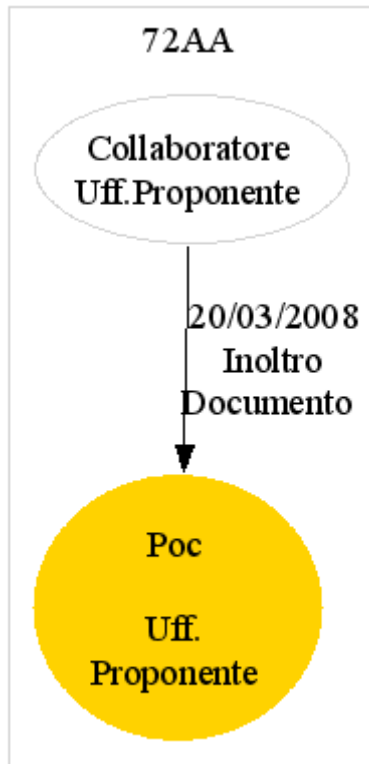 72AA
Collaboratore
Uff.Proponente
20/03/2008
Inoltro
Documento
Poc
Uff.
Proponente